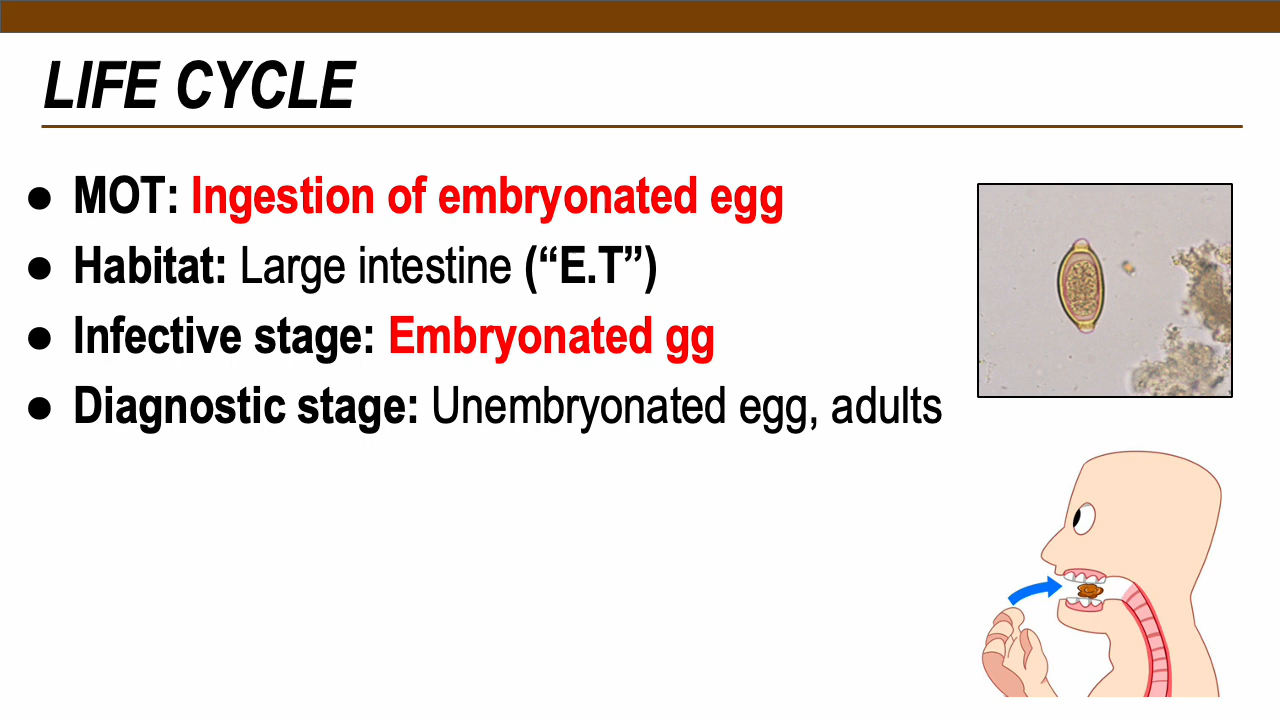 LIFE CYCLE
● MOT: Ingestion of embryonated egg
● Habitat: Large intestine (“E.T”)
● Infective stage: Embryonated gg
● Diagnostic stage: Unembryonated egg, adults